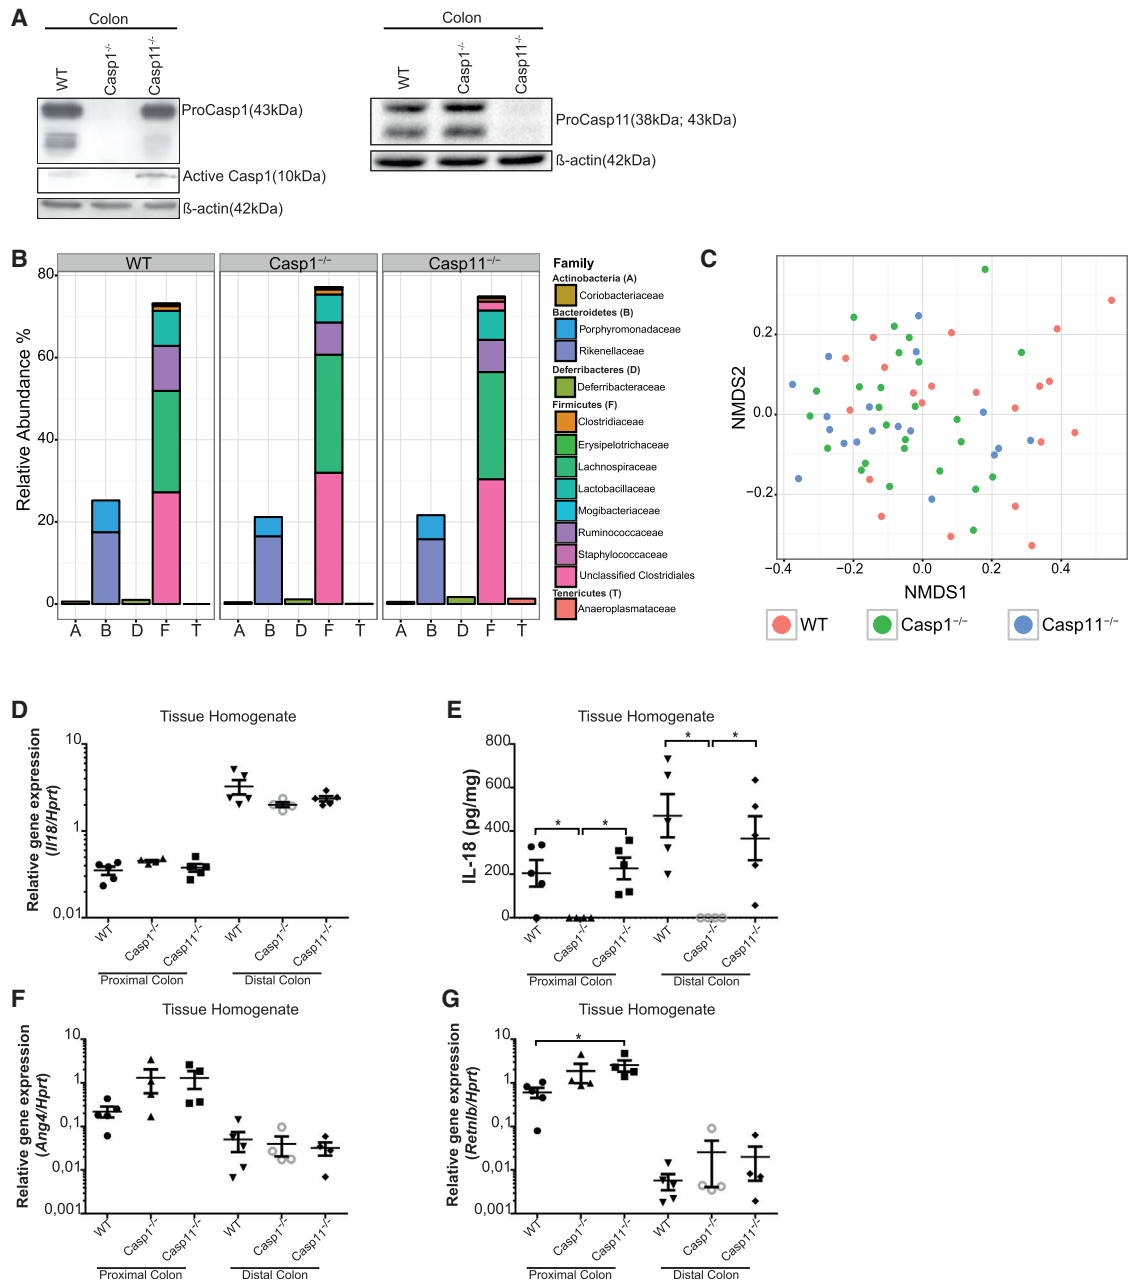 A
Colon
WT
Casp1-/-
Casp11-/-
ProCasp1(43kDa)
Active Casp1(10kDa)
ß-actin(42kDa)
Colon
WT
Casp1-/-
Casp11-/-
ProCasp11(38kDa; 43kDa)
ß-actin(42kDa)
B
WT
Casp1−/−
Casp11−/−
Relative Abundance %
80
60
40
20
0
A B D F T
A B D F T
A B D F T
Family
Actinobacteria (A)
Coriobacteriaceae
Bacteroidetes (B)
Porphyromonadaceae
Rikenellaceae
Deferribacteres (D)
Deferribacteraceae
Firmicutes (F)
Clostridiaceae
Erysipelotrichaceae
Lachnospiraceae
Lactobacillaceae
Mogibacteriaceae
Ruminococcaceae
Staphylococcaceae
Unclassified Clostridiales
Tenericutes (T)
Anaeroplasmataceae
C
NMDS2
0.2
0.0
−0.2
−0.4 −0.2 0.0 0.2 0.4
NMDS1
WT
Casp1−/−
Casp11−/−
D
Tissue Homogenate
Relative gene expression
(Il18/Hprt)
10
1
0,1
0,01
WT
Casp1-/-
Casp11-/-
WT
Casp1-/-
Casp11-/-
Proximal Colon
Distal Colon
E
Tissue Homogenate
IL-18 (pg/mg)
800
600
400
200
0
* * * *
WT
Casp1-/-
Casp11-/-
WT
Casp1-/-
Casp11-/-
Proximal Colon
Distal Colon
F
Tissue Homogenate
Relative gene expression
(Ang4/Hprt)
10
1
0,1
0,01
0,001
WT
Casp1-/-
Casp11-/-
WT
Casp1-/-
Casp11-/-
Proximal Colon
Distal Colon
G
Tissue Homogenate
Relative gene expression
(Retnlb/Hprt)
10
1
0,1
0,01
0,001
*
WT
Casp1-/-
Casp11-/-
WT
Casp1-/-
Casp11-/-
Proximal Colon
Distal Colon